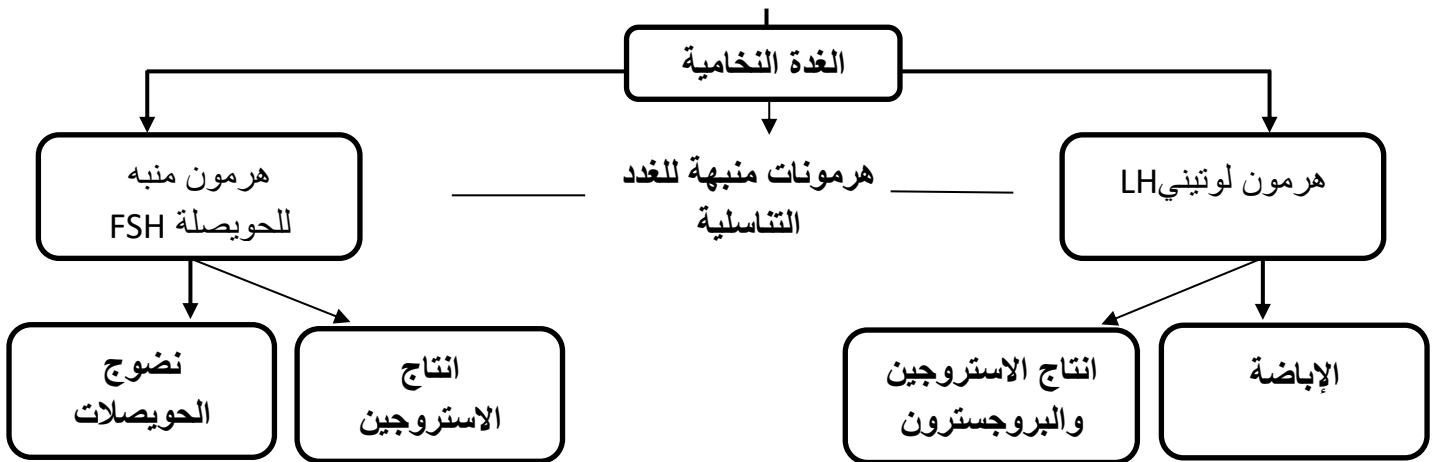 الغدة النخامية
هرمون لوتينيLH
هرمونات منبهة للغدد
التناسلية
هرمون منبه
للحويصلة FSH
الإباضة
انتاج الاستروجين
والبروجسترون
انتاج
الاستروجين
نضوج
الحويصلات